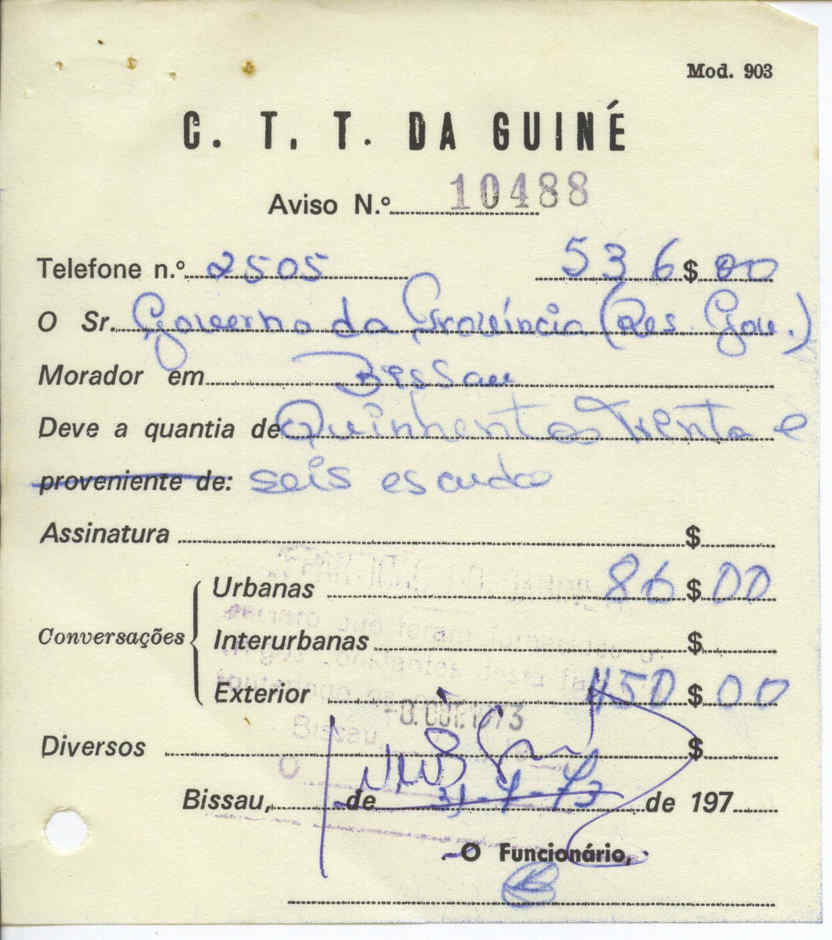 Mod. 903
C. T. T. DA GUINÉ
Aviso N.º 10488
Telefone n.º 2505 536$00
O Sr. Governo da Província (Res. Gov.)
Morador em Bissau
Deve a quantia de Quinhentos Trenta e
proveniente de: seis escudos
Assinatura $
Conversações
Urbanas 86$00
Interurbanas $
Exterior 450$00
Diversos $
Bissau, de de 197
O Funcionário,